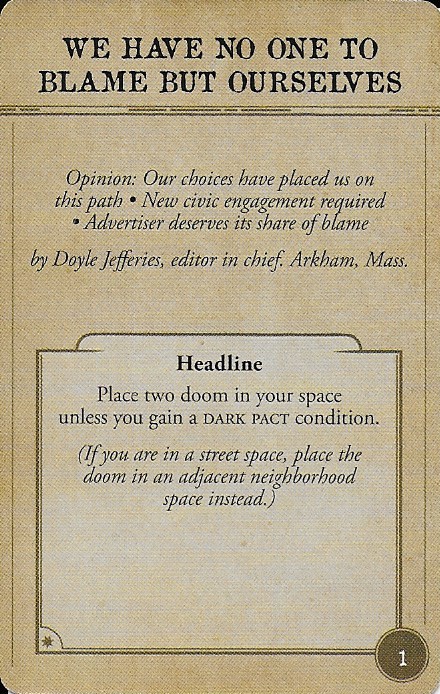 WE HAVE NO ONE TO
BLAME BUT OURSELVES
Opinion: Our choices have placed us on
this path • New civic engagement required
• Advertiser deserves its share of blame
by Doyle Jefferies, editor in chief. Arkham, Mass.
Headline
Place two doom in your space
unless you gain a DARK PACT condition.
(If you are in a street space, place the
doom in an adjacent neighborhood
space instead.)
1